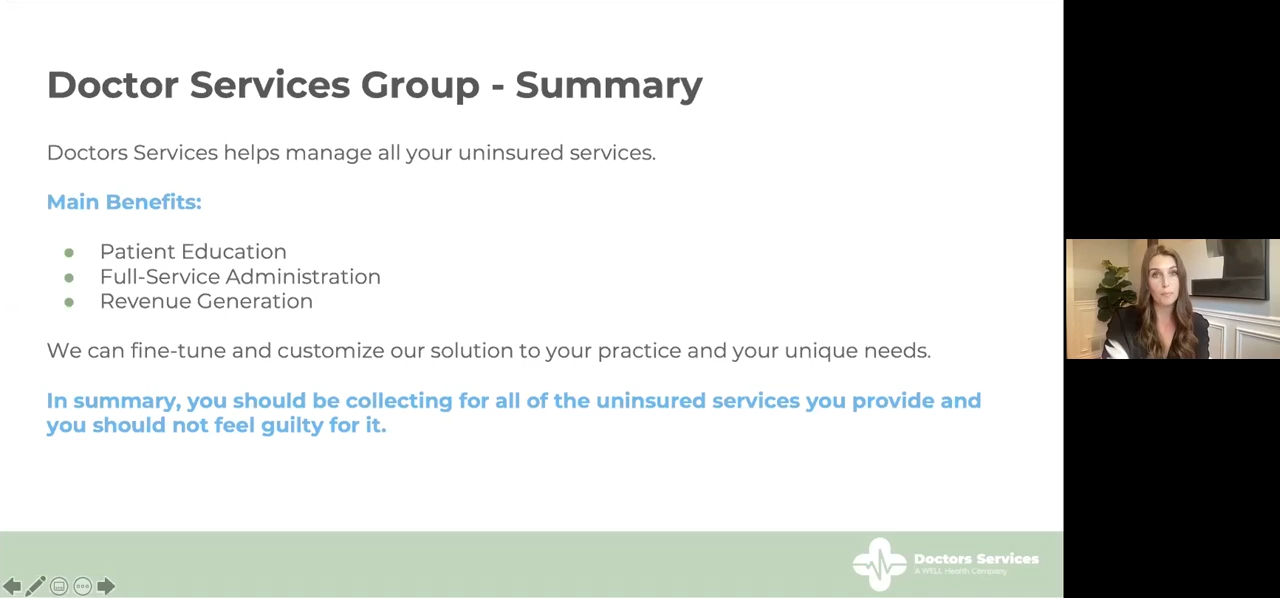 Doctor Services Group - Summary
Doctors Services helps manage all your uninsured services.
Main Benefits:
Patient Education
Full-Service Administration
Revenue Generation
We can fine-tune and customize our solution to your practice and your unique needs.
In summary, you should be collecting for all of the uninsured services you provide and
you should not feel guilty for it.
Doctors Services
A WELL Health Company